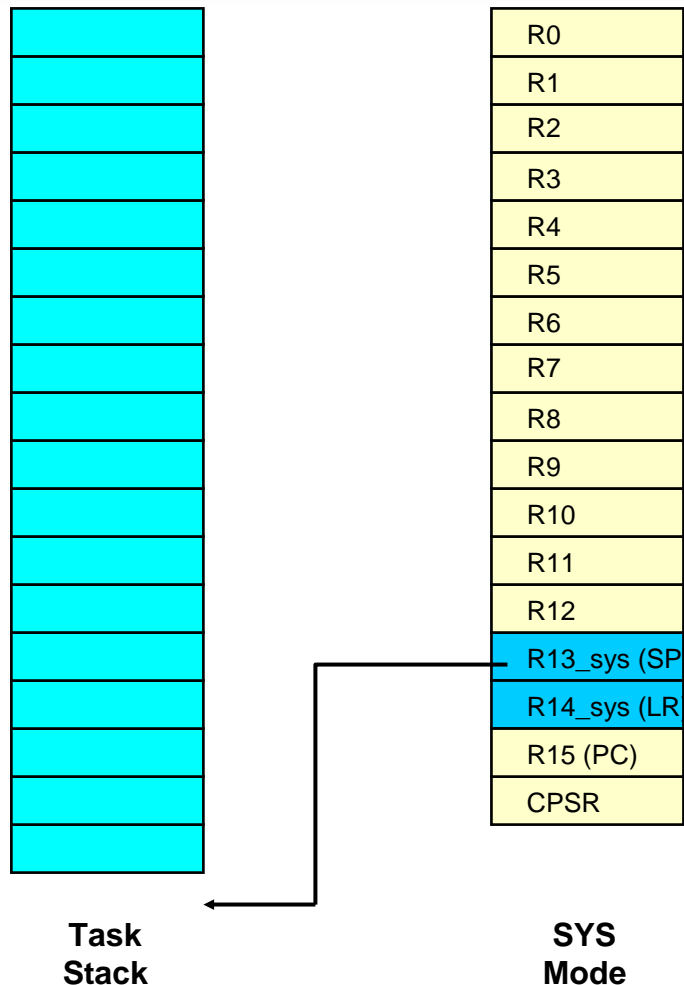 R0
R1
R2
R3
R4
R5
R6
R7
R8
R9
R10
R11
R12
R13_sys (SP
R14_sys (LR)
R15 (PC)
CPSR
Task
Stack
SYS
Mode